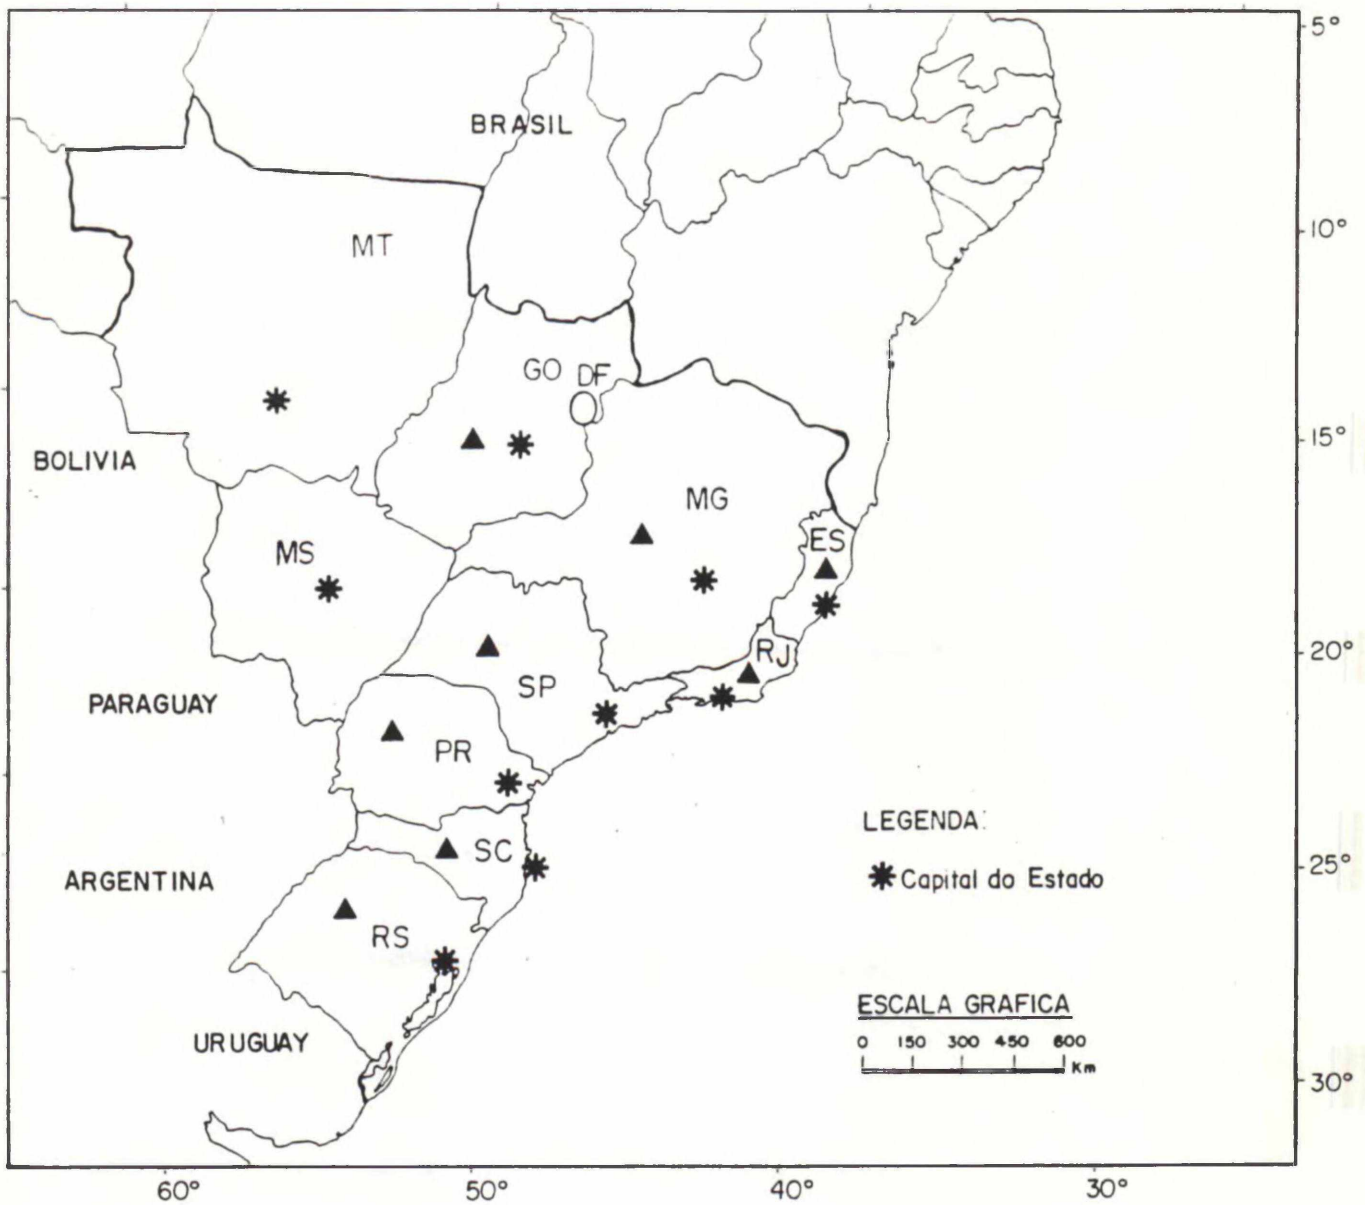 5°
BRASIL
10°
MT
GO DF
15°
BOLIVIA
MG
ES
MS
20°
RJ
SP
PARAGUAY
PR
LEGENDA:
SC
25°
ARGENTINA
Capital do Estado
RS
ESCALA GRAFICA
URUGUAY
0 150 300 450 600
Km
30°
60° 50° 40° 30°